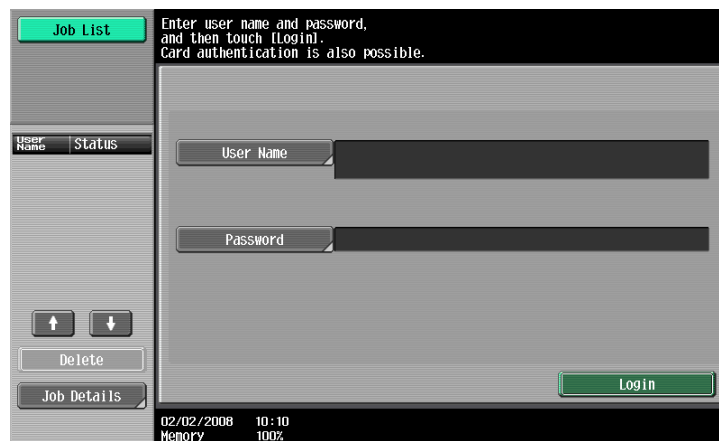 Job List
Enter user name and password,
and then touch [Login].
Card authentication is also possible.
User Name
Status
User Name
Password
Delete
Job Details
Login
02/02/2008 10:10
Memory 100%